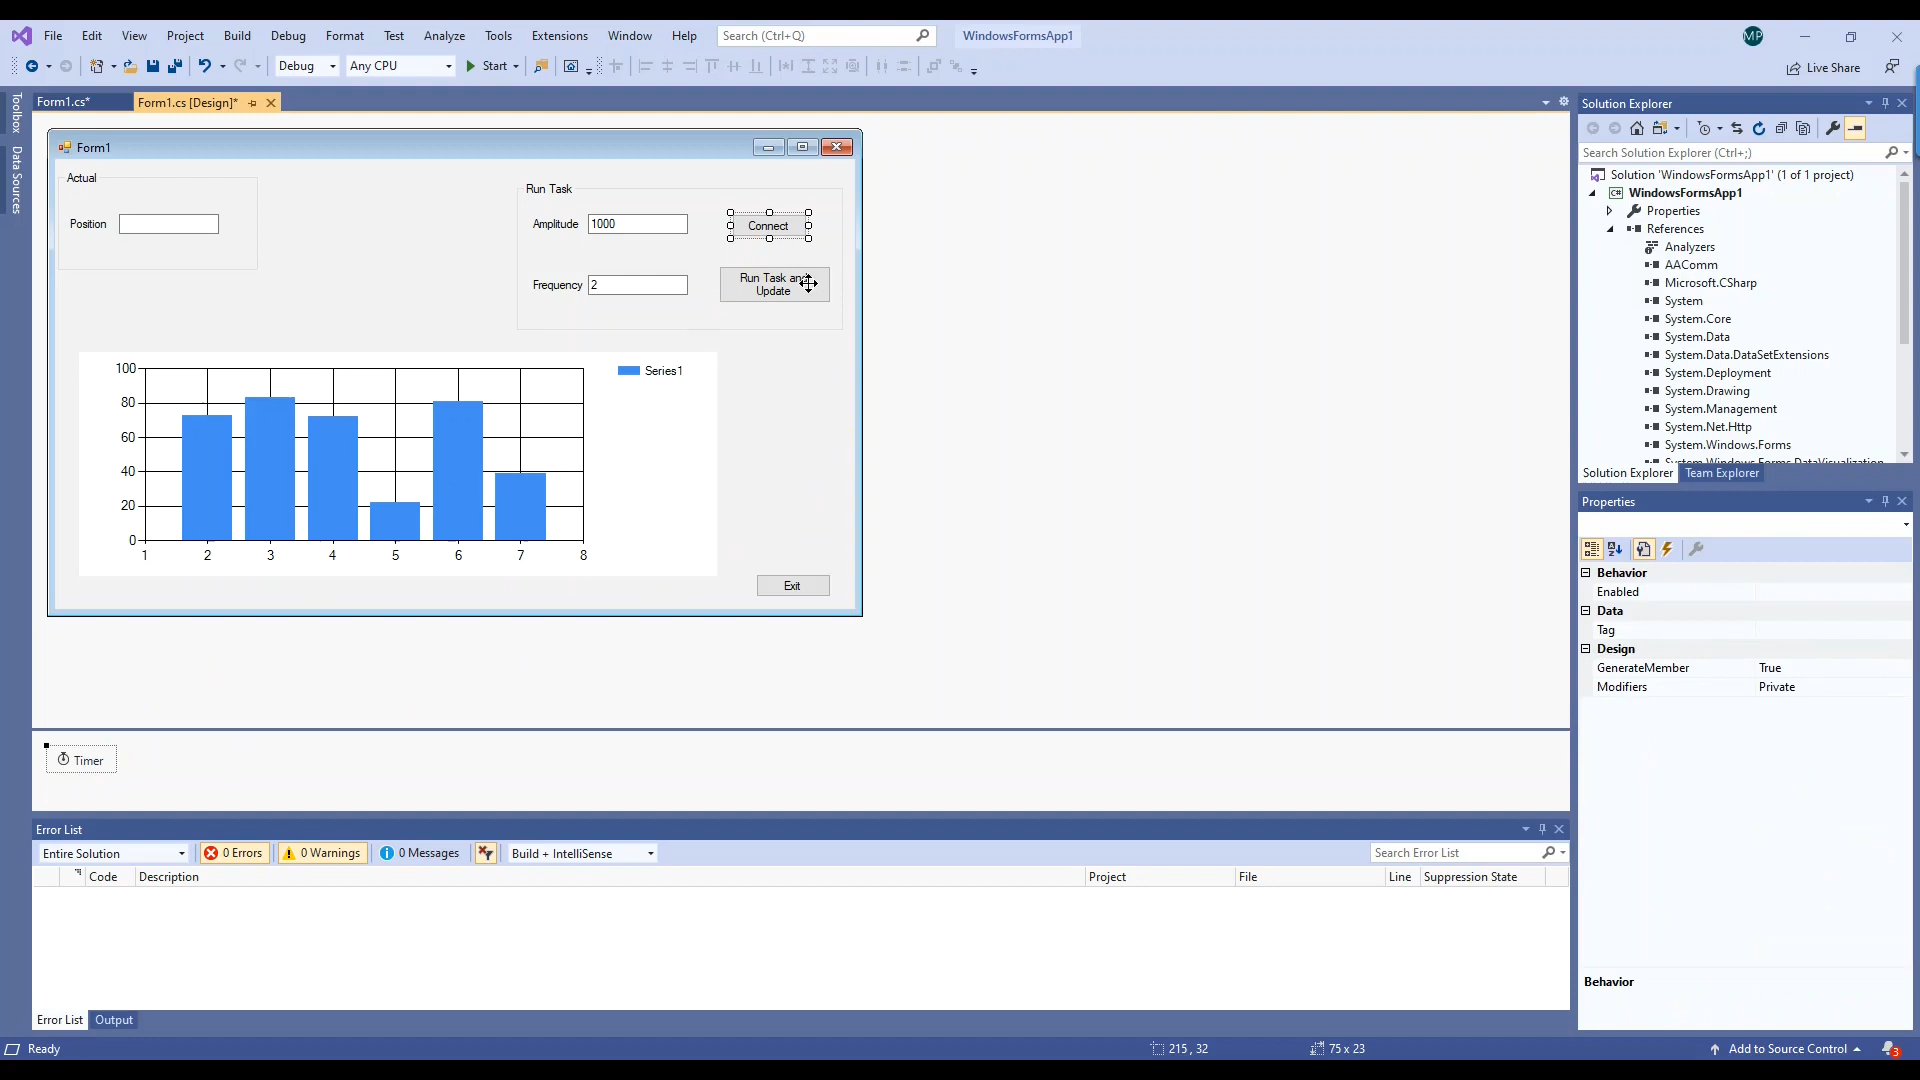 File Edit View Project Build Debug Format Test Analyze Tools Extensions Window Help Search (Ctrl+Q) WindowsFormsApp1 MP
Debug Any CPU Start Live Share
Toolbox
Data Sources
Form1.cs* Form1.cs [Design]*
Form1
Actual
Position
Run Task
Amplitude 1000 Connect
Frequency 2 Run Task and
Update
100
80
60
40
20
0
1 2 3 4 5 6 7 8
Series1
Exit
Timer
Error List
Entire Solution 0 Errors 0 Warnings 0 Messages Build + IntelliSense Search Error List
Code Description Project File Line Suppression State
Error List Output
Solution Explorer
Search Solution Explorer (Ctrl+;)
Solution 'WindowsFormsApp1' (1 of 1 project)
WindowsFormsApp1
Properties
References
Analyzers
AAComm
Microsoft.CSharp
System
System.Core
System.Data
System.Data.DataSetExtensions
System.Deployment
System.Drawing
System.Management
System.Net.Http
System.Windows.Forms
System.Windows.Forms.DataVisualization
Solution Explorer Team Explorer
Properties
Behavior
Enabled
Data
Tag
Design
GenerateMember True
Modifiers Private
Behavior
Ready 215 , 32 75 x 23 Add to Source Control 3